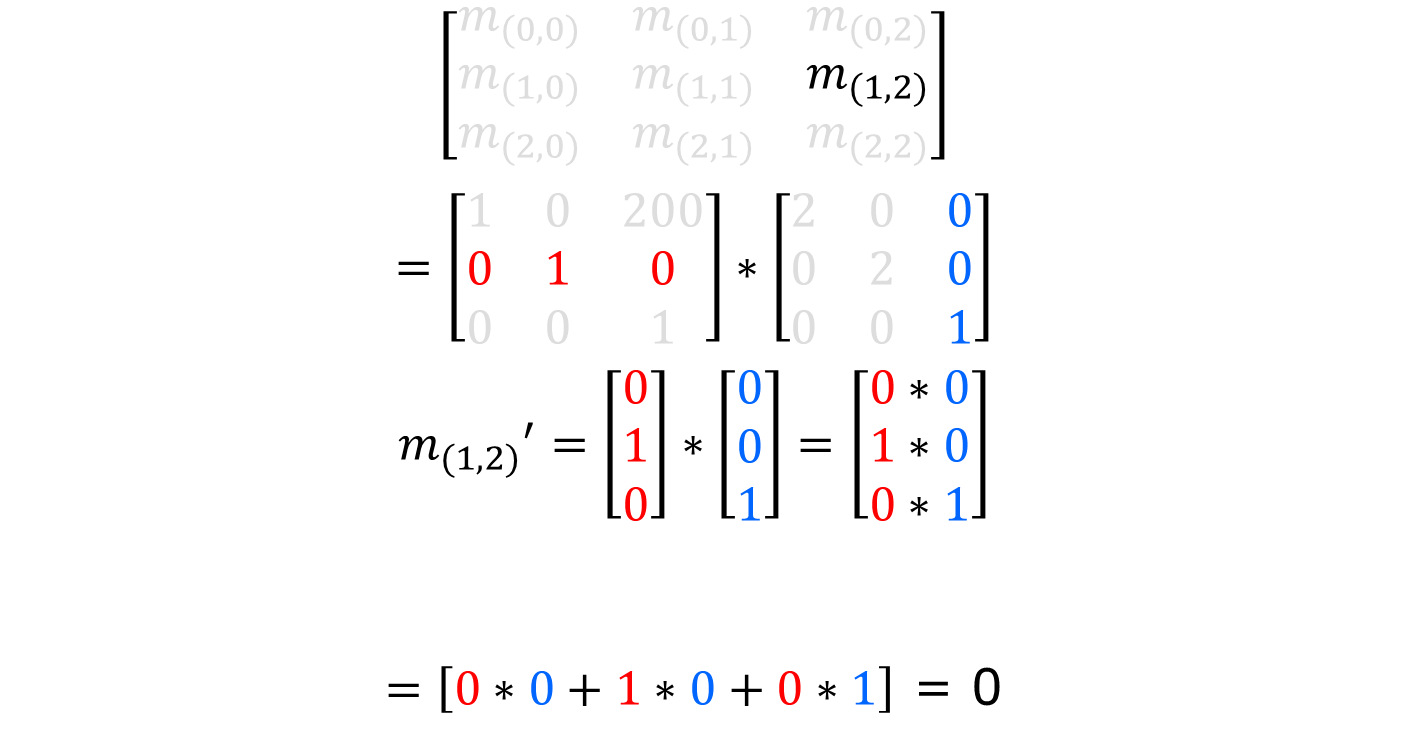 [m(0,0) m(0,1) m(0,2)
m(1,0) m(1,1) m(1,2)
m(2,0) m(2,1) m(2,2)]
= [1 0 200
0 1 0
0 0 1] * [2 0 0
0 2 0
0 0 1]
m(1,2)′ = [0
1
0] * [0
0
1] = [0 * 0
1 * 0
0 * 1]
= [0 * 0 + 1 * 0 + 0 * 1] = 0